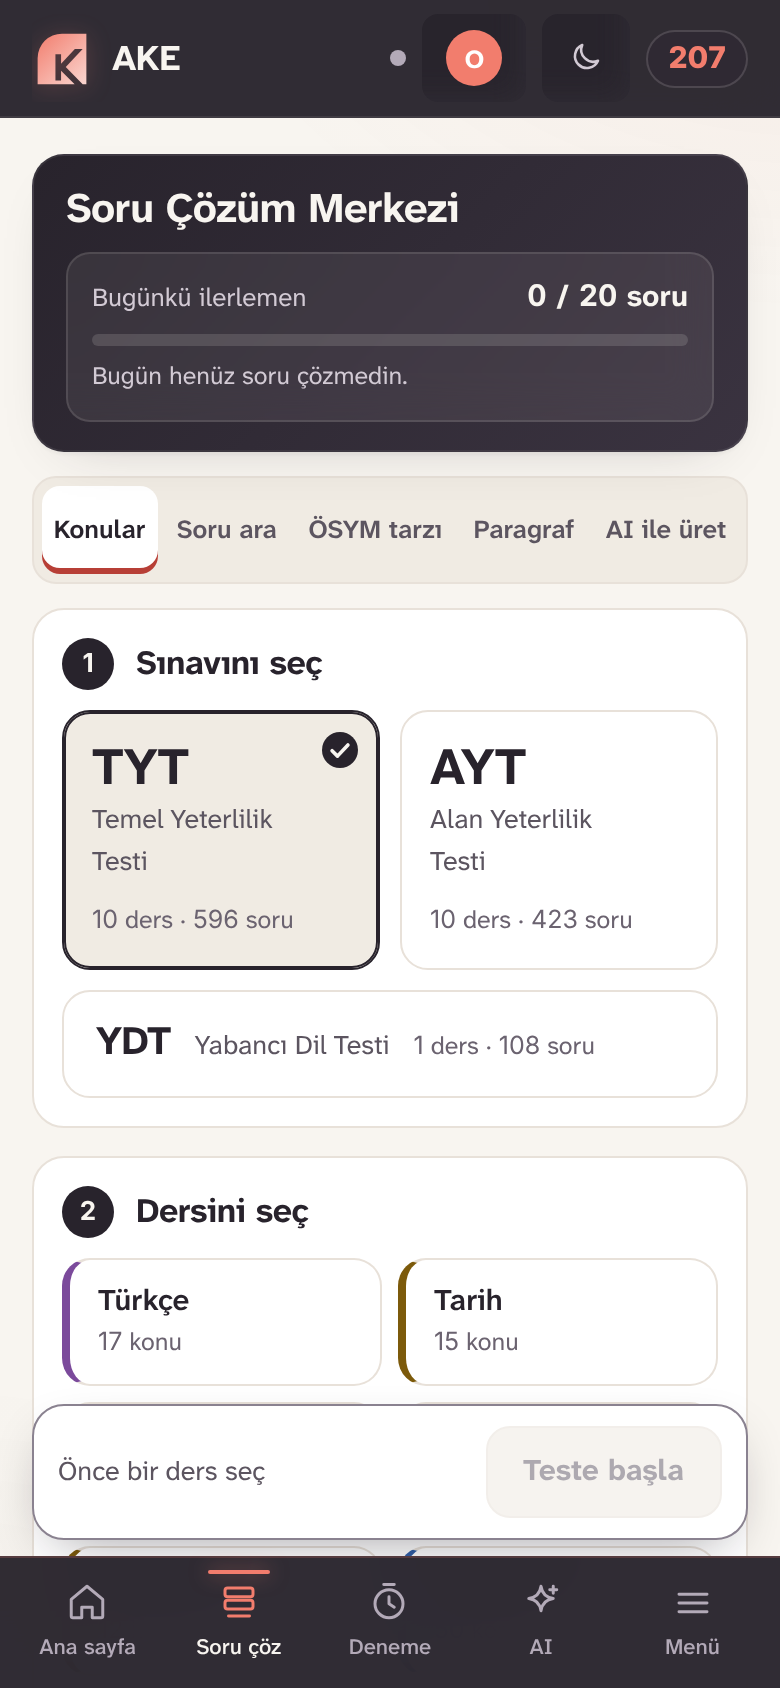 K AKE
O
207
Soru Çözüm Merkezi
Bugünkü ilerlemen 0 / 20 soru
Bugün henüz soru çözmedin.
Konular Soru ara ÖSYM tarzı Paragraf AI ile üret
1 Sınavını seç
TYT
Temel Yeterlilik
Testi
10 ders · 596 soru
AYT
Alan Yeterlilik
Testi
10 ders · 423 soru
YDT Yabancı Dil Testi 1 ders · 108 soru
2 Dersini seç
Türkçe
17 konu
Tarih
15 konu
Önce bir ders seç Teste başla
Ana sayfa Soru çöz Deneme AI Menü